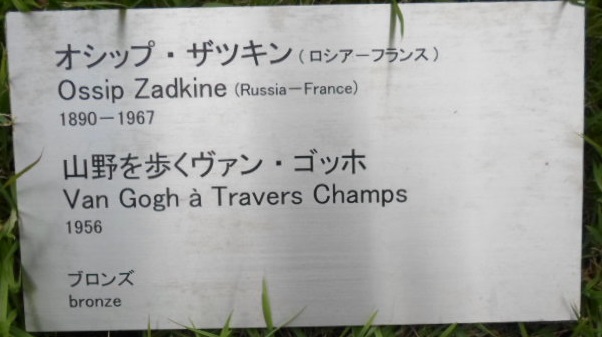 オシップ・ザツキン(ロシアーフランス)
Ossip Zadkine (Russia－France)
1890－1967
山野を歩くヴァン・ゴッホ
Van Gogh à Travers Champs
1956
ブロンズ
bronze